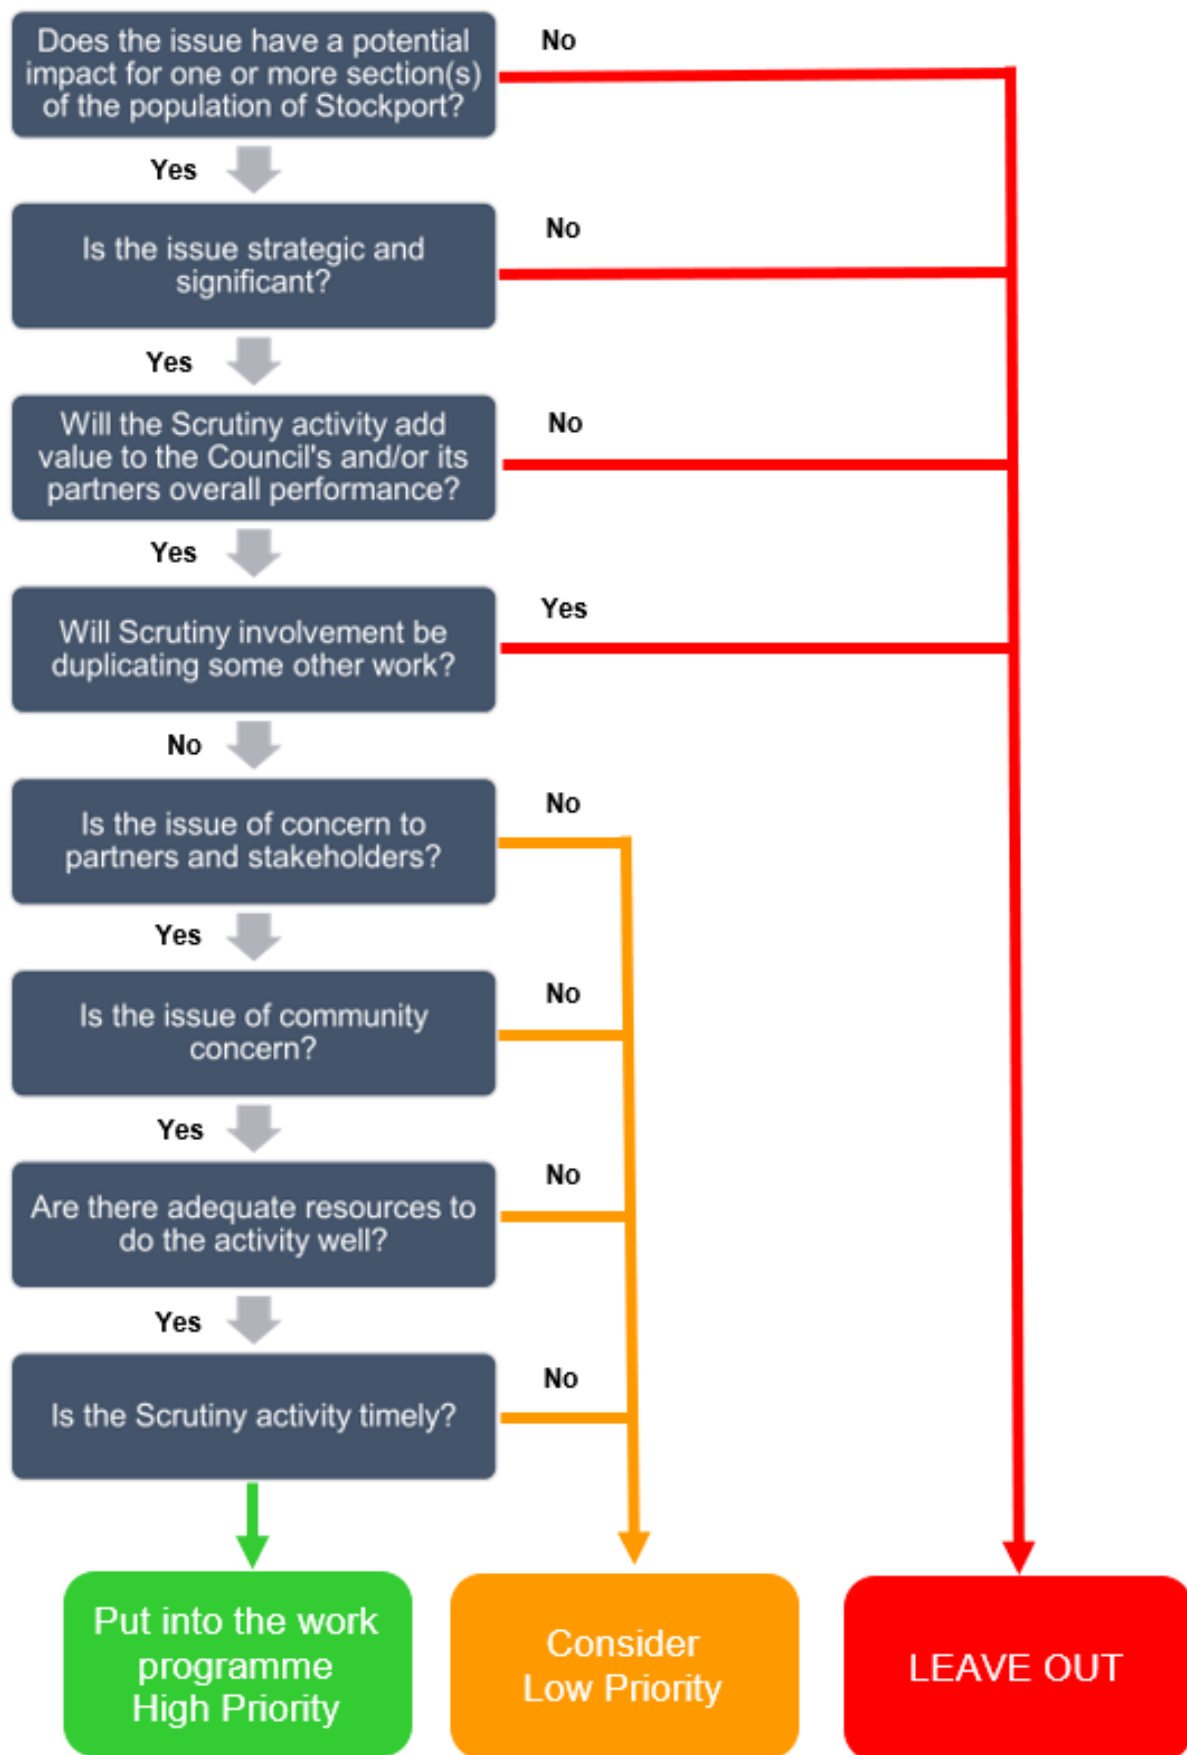 Does the issue have a potential
impact for one or more section(s)
of the population of Stockport?
No
Yes
Is the issue strategic and
significant?
No
Yes
Will the Scrutiny activity add
value to the Council's and/or its
partners overall performance?
No
Yes
Will Scrutiny involvement be
duplicating some other work?
Yes
No
Is the issue of concern to
partners and stakeholders?
No
Yes
Is the issue of community
concern?
No
Yes
Are there adequate resources to
do the activity well?
No
Yes
Is the Scrutiny activity timely?
No
Put into the work
programme
High Priority
Consider
Low Priority
LEAVE OUT